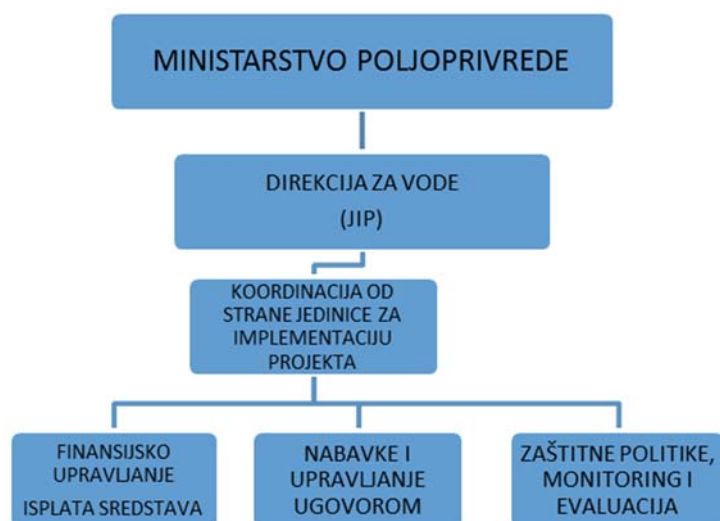 MINISTARSTVO POLJOPRIVREDE
DIREKCIJA ZA VODE
(JIP)
KOORDINACIJA OD
STRANE JEDINICE ZA
IMPLEMENTACIJU
PROJEKTA
FINANSIJSKO
UPRAVLJANJE
ISPLATA SREDSTAVA
NABAVKE I
UPRAVLJANJE
UGOVOROM
ZAŠTITNE POLITIKE,
MONITORING I
EVALUACIJA